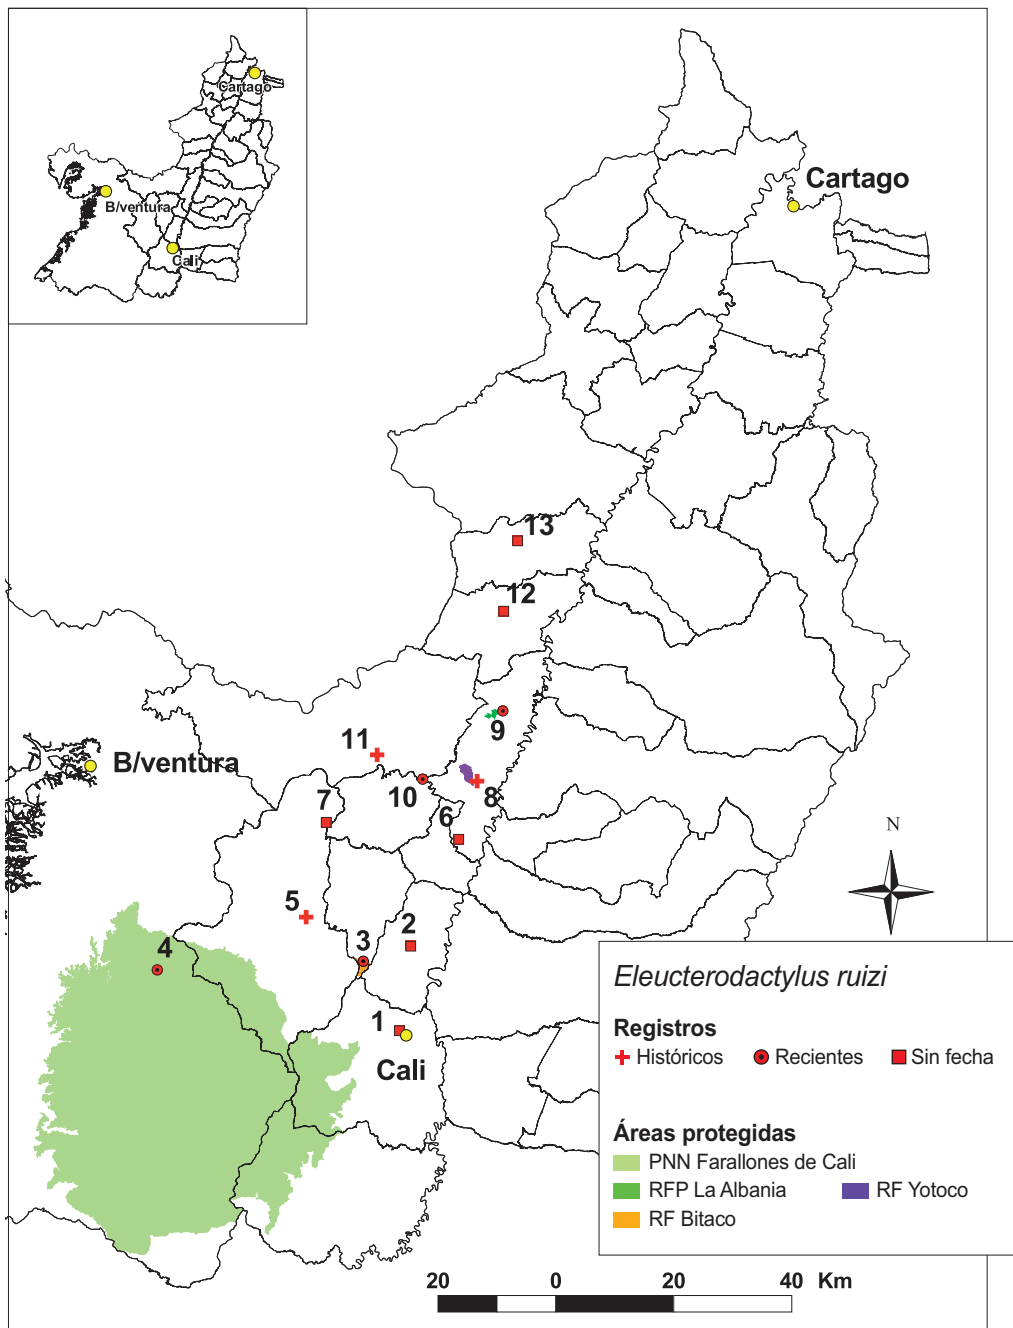 Cartago
B/ventura
Cali
Cartago
13
12
9
11
B/ventura
10
8
7
6
5
2
3
4
1
Cali
N
Eleucterodactylus ruizi
Registros
Históricos Recientes Sin fecha
Áreas protegidas
PNN Farallones de Cali
RFP La Albania RF Yotoco
RF Bitaco
20 0 20 40 Km